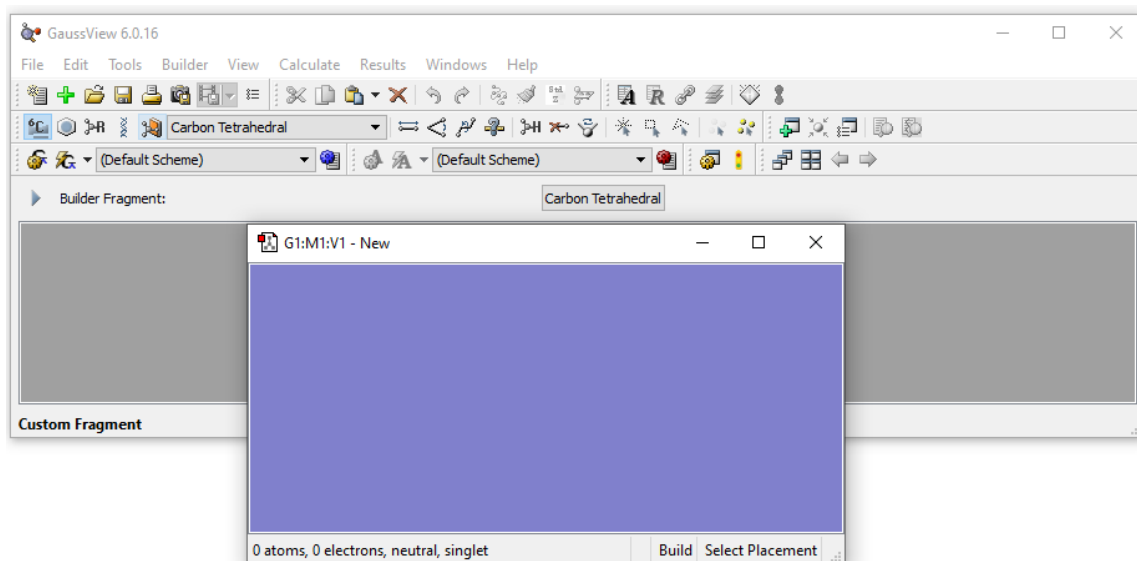 GaussView 6.0.16
File Edit Tools Builder View Calculate Results Windows Help
Carbon Tetrahedral
(Default Scheme) (Default Scheme)
Builder Fragment: Carbon Tetrahedral
G1:M1:V1 - New
Custom Fragment
0 atoms, 0 electrons, neutral, singlet Build Select Placement